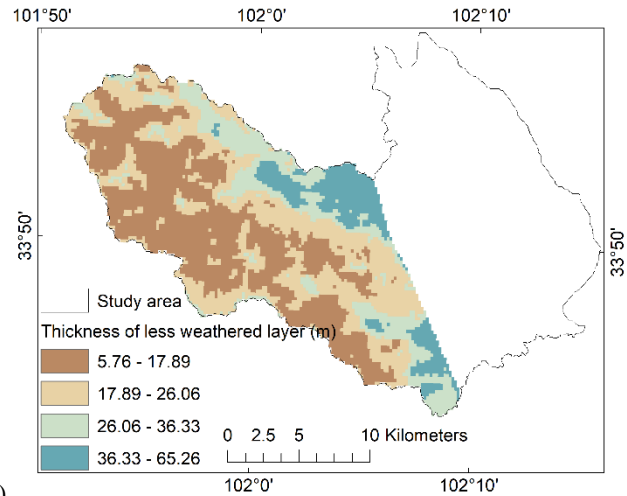 101°50' 102°0' 102°10'
33°50' 33°50'
Study area
Thickness of less weathered layer (m)
5.76 - 17.89
17.89 - 26.06
26.06 - 36.33
36.33 - 65.26
0 2.5 5 10 Kilometers
102°0' 102°10'
)